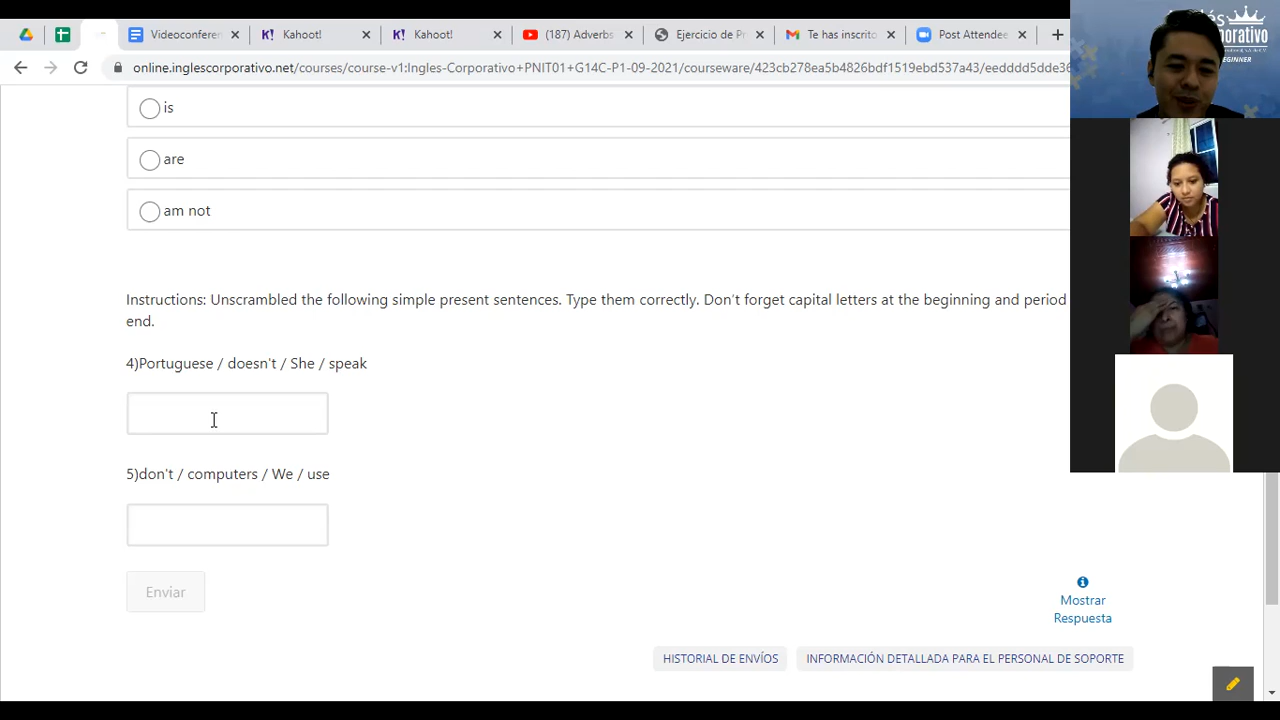 Videoconfere
Kahoot!
Kahoot!
(187) Adverbs
Ejercicio de Pr
Te has inscrito
Post Attendee
online.inglescorporativo.net/courses/course-v1:Ingles-Corporativo+
+G14C-P1-09-2021/courseware/423cb278ea5b4826bdf1519ebd537a43/eedddd5dde36
is
are
am not
Instructions: Unscrambled the following simple present sentences. Type them correctly. Don't forget capital letters at the beginning and period
end.
4)Portuguese / doesn't / She / speak
5)don't / computers / We / use
Enviar
Mostrar
Respuesta
HISTORIAL DE ENVÍOS
INFORMACIÓN DETALLADA PARA EL PERSONAL DE SOPORTE